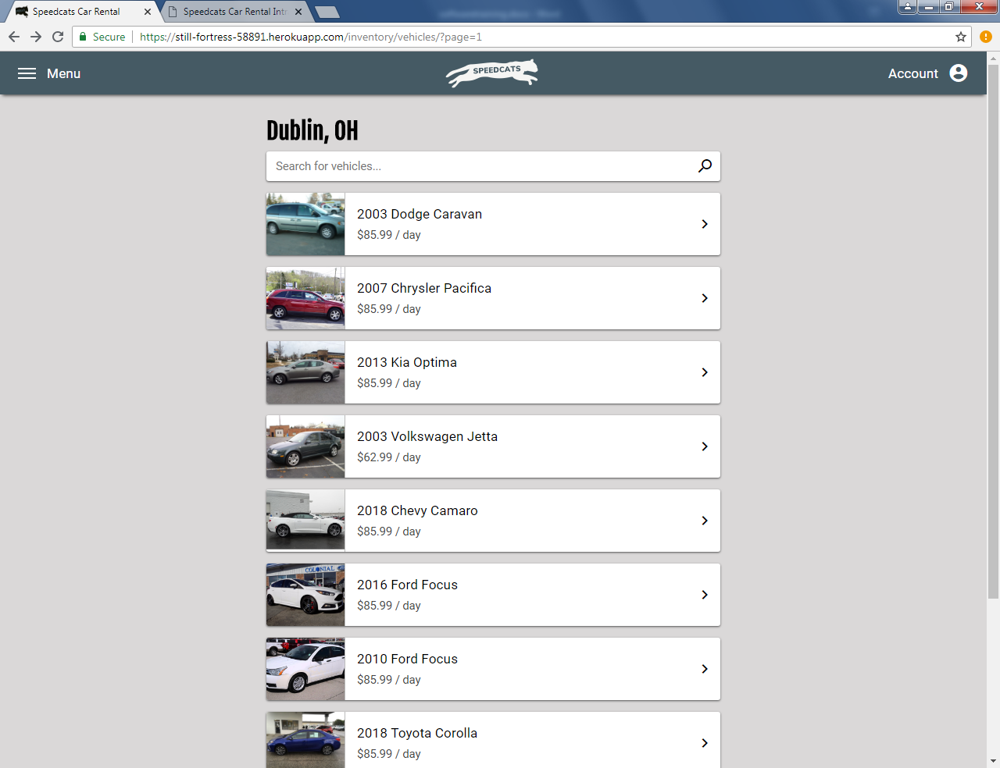 Speedcats Car Rental
Speedcats Car Rental Int
Secure
https://still-fortress-58891.herokuapp.com/inventory/vehicles/?page=1
Menu
SPEEDCATS
Account
Dublin, OH
Search for vehicles...
2003 Dodge Caravan
$85.99 / day
2007 Chrysler Pacifica
$85.99 / day
2013 Kia Optima
$85.99 / day
2003 Volkswagen Jetta
$62.99 / day
2018 Chevy Camaro
$85.99 / day
COLONIAL
2016 Ford Focus
$85.99 / day
2010 Ford Focus
$85.99 / day
2018 Toyota Corolla
$85.99 / day